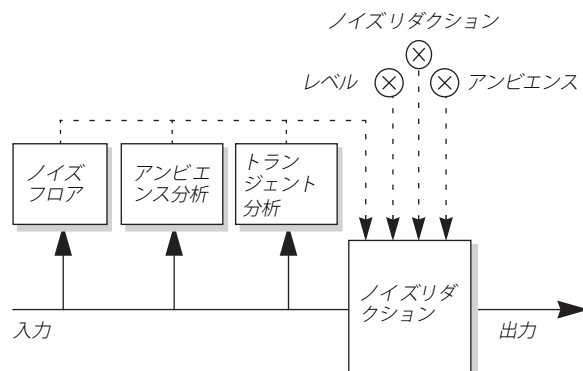 ノイズリダクション
レベル
アンビエンス
ノイズ
フロア
アンビエ
ンス分析
トラン
ジェント
分析
ノイズリダ
クション
入力
出力